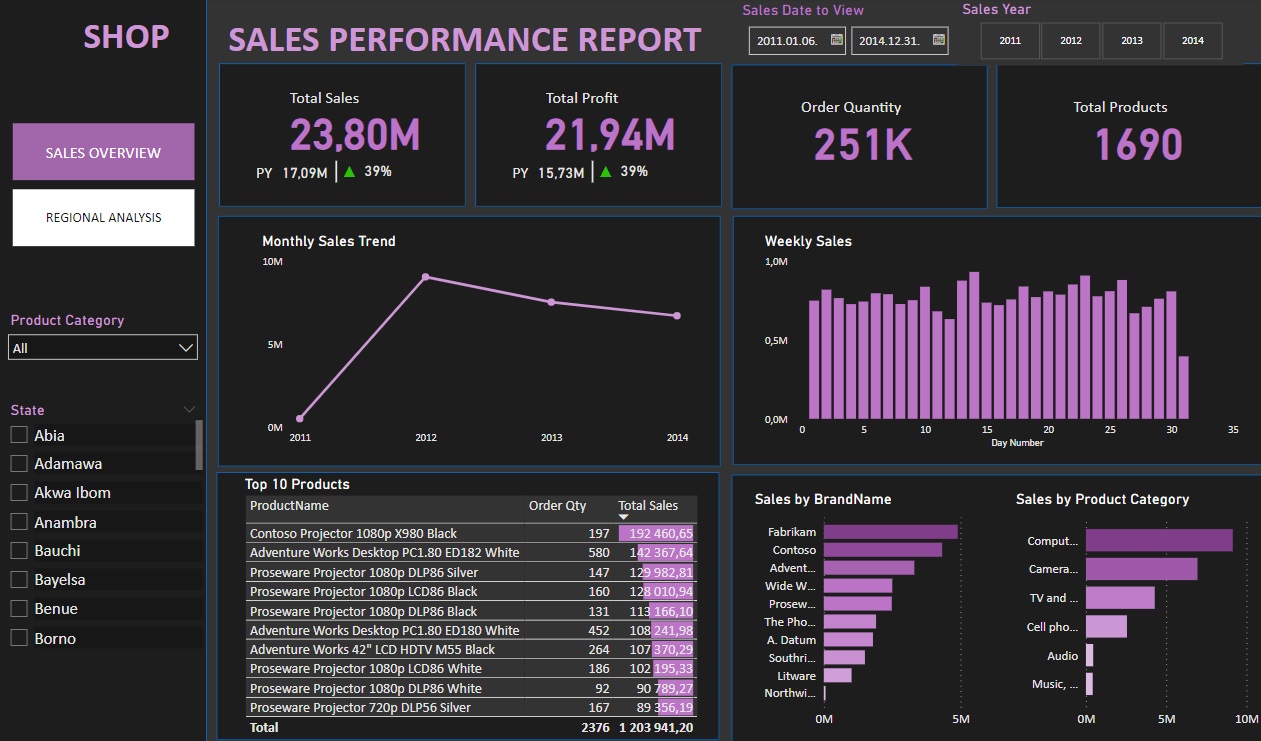 SHOP
SALES OVERVIEW
REGIONAL ANALYSIS
Product Category
All
State
Abia
Adamawa
Akwa Ibom
Anambra
Bauchi
Bayelsa
Benue
Borno
SALES PERFORMANCE REPORT
Sales Date to View
2011.01.06. 2014.12.31.
Sales Year
2011 2012 2013 2014
Total Sales
23,80M
PY 17,09M 39%
Total Profit
21,94M
PY 15,73M 39%
Order Quantity
251K
Total Products
1690
Monthly Sales Trend
10M
5M
0M
2011 2012 2013 2014
Weekly Sales
1,0M
0,5M
0,0M
0 5 10 15 20 25 30 35
Day Number
Top 10 Products
ProductName Order Qty Total Sales
Contoso Projector 1080p X980 Black 197 192 460,65
Adventure Works Desktop PC1.80 ED182 White 580 142 367,64
Proseware Projector 1080p DLP86 Silver 147 129 982,81
Proseware Projector 1080p LCD86 Black 160 128 010,94
Proseware Projector 1080p DLP86 Black 131 113 166,10
Adventure Works Desktop PC1.80 ED180 White 452 108 241,98
Adventure Works 42" LCD HDTV M55 Black 264 107 370,29
Proseware Projector 1080p LCD86 White 186 102 195,33
Proseware Projector 1080p DLP86 White 92 90 789,27
Proseware Projector 720p DLP56 Silver 167 89 356,19
Total 2376 1 203 941,20
Sales by BrandName
Fabrikam
Contoso
Advent...
Wide W...
Prosew...
The Pho...
A. Datum
Southri...
Litware
Northwi...
0M 5M
Sales by Product Category
Comput...
Camera...
TV and ...
Cell pho...
Audio
Music, ...
0M 5M 10M